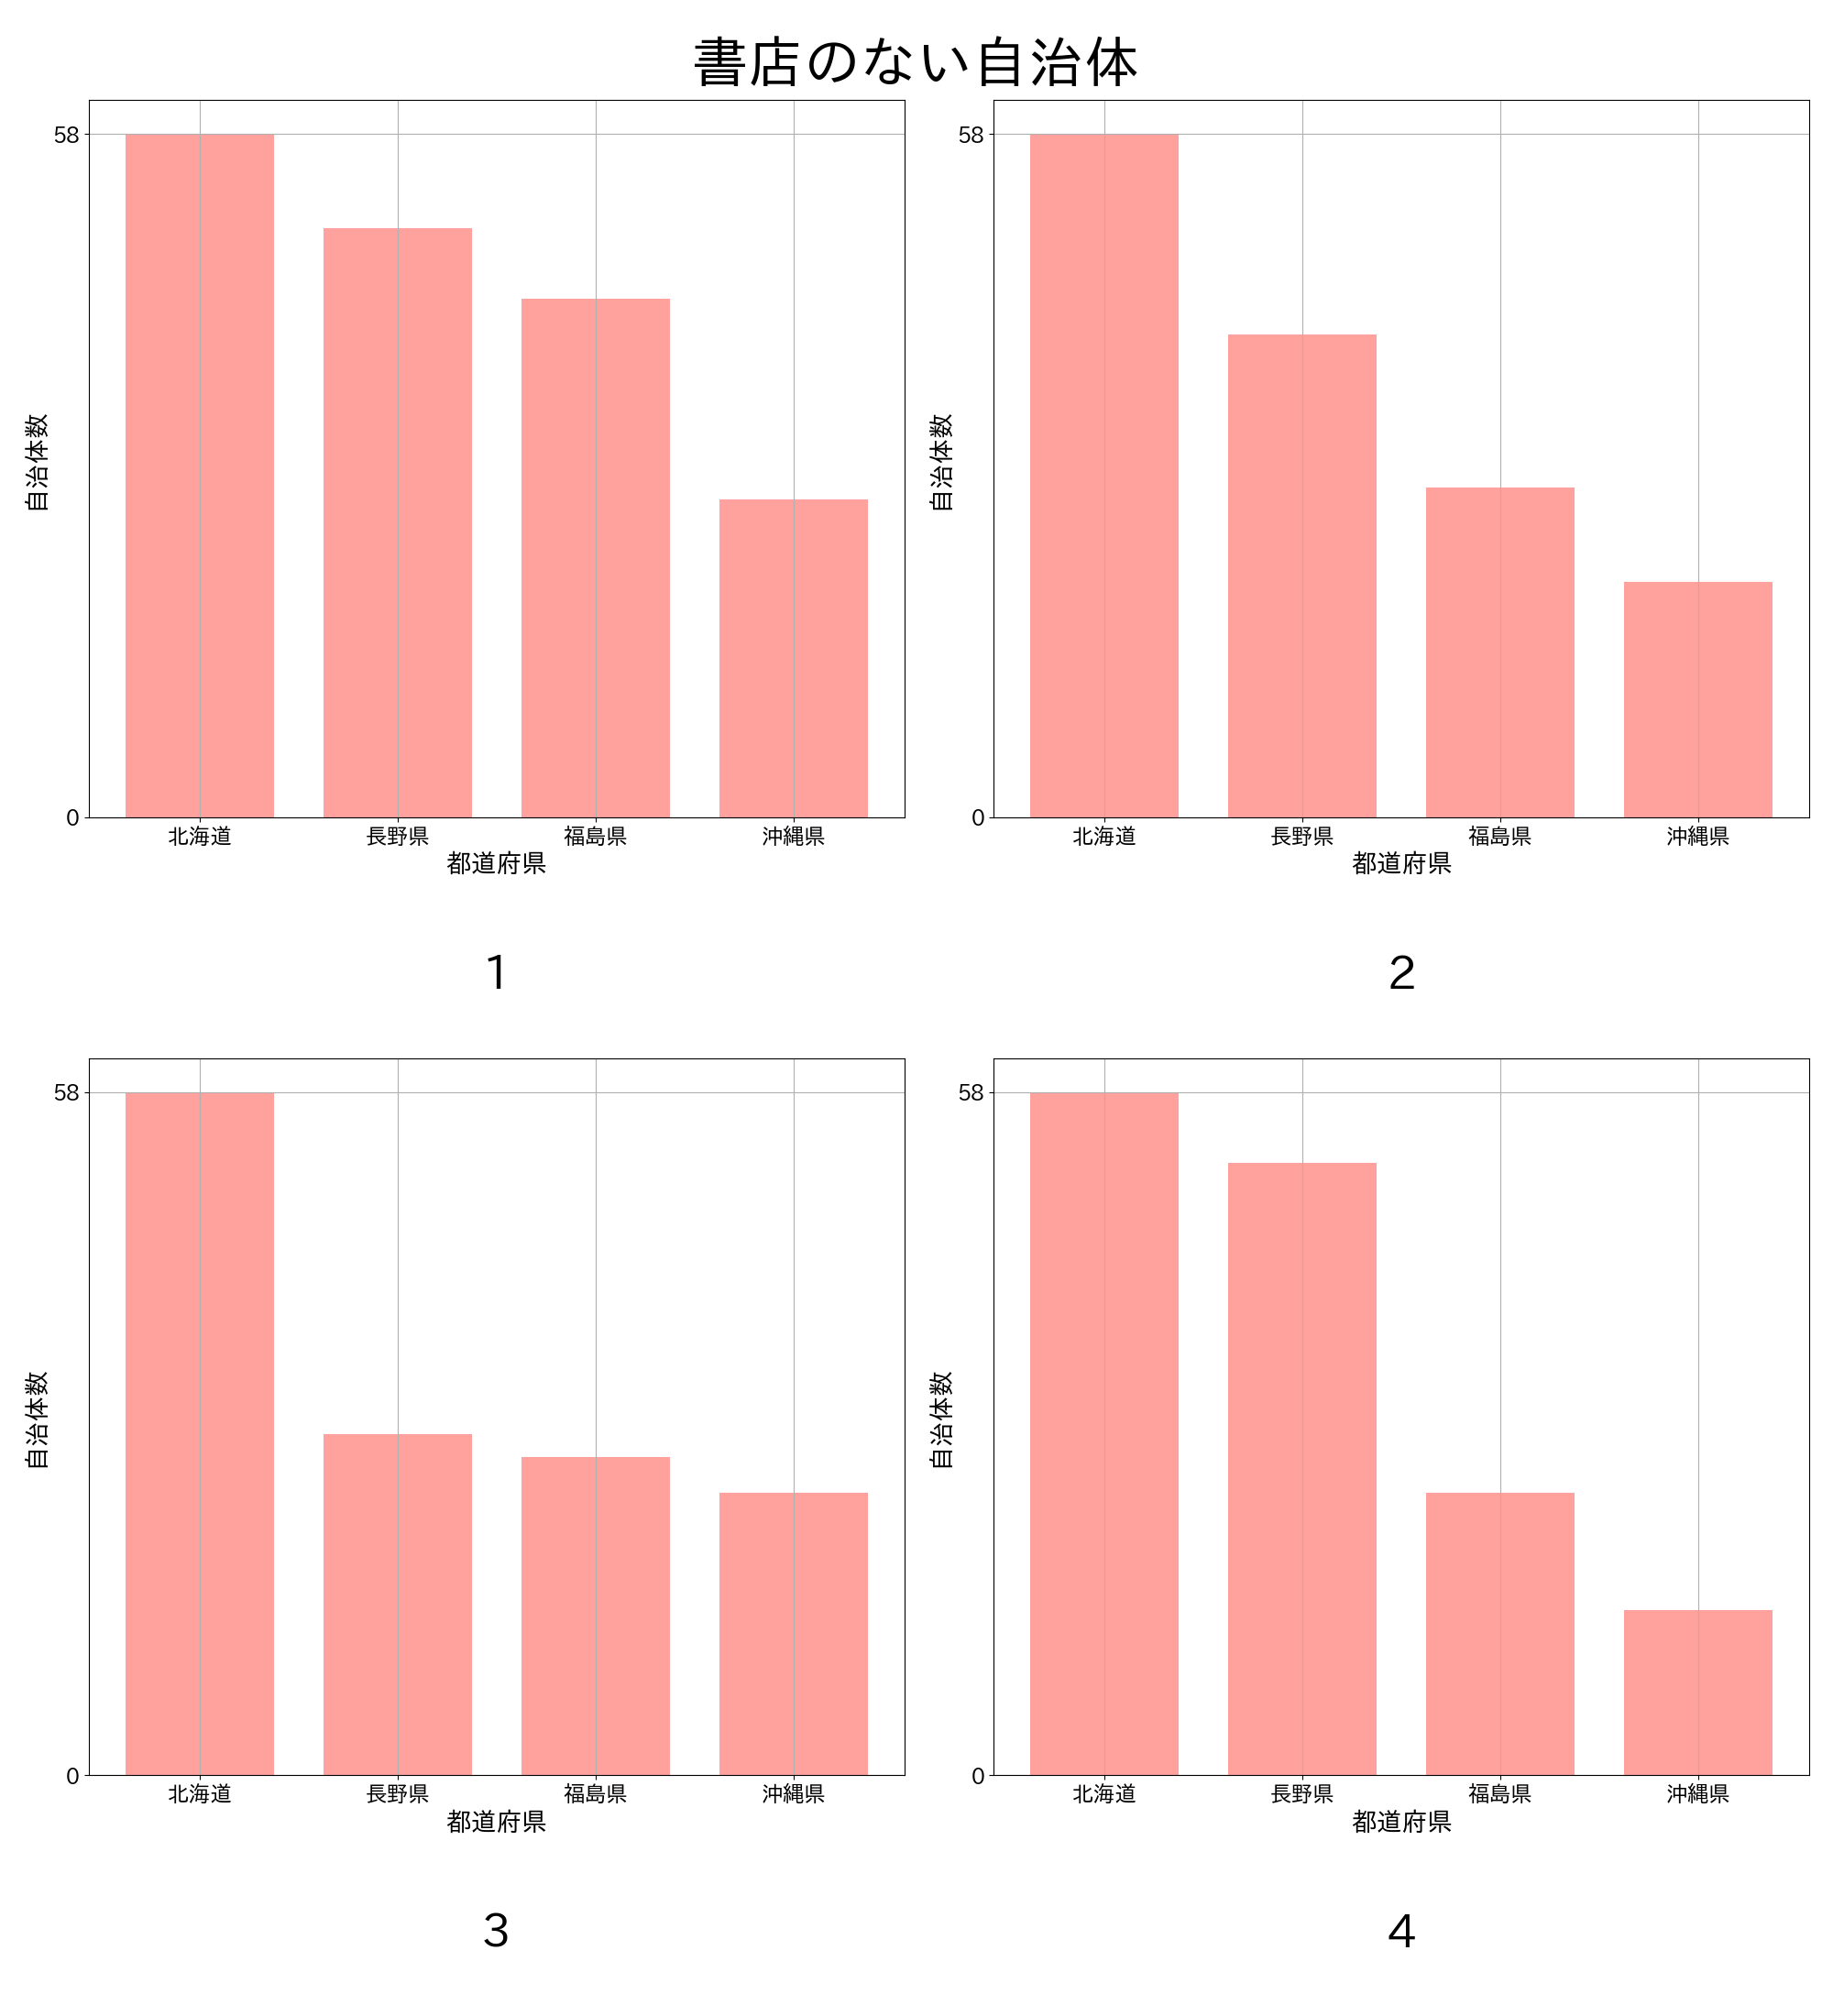 書店のない自治体
58
0
自治体数
北海道 長野県 福島県 沖縄県
都道府県
1
58
0
自治体数
北海道 長野県 福島県 沖縄県
都道府県
2
58
0
自治体数
北海道 長野県 福島県 沖縄県
都道府県
3
58
0
自治体数
北海道 長野県 福島県 沖縄県
都道府県
4